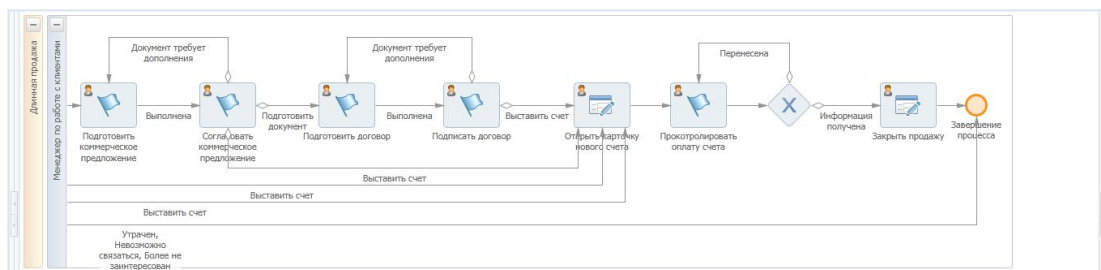 Длинная продажа
Менеджер по работе с клиентами
Документ требует
дополнения
Документ требует
дополнения
Перенесена
Выполнена
Подготовить
документ
Выполнена
Выставить счет
X
Информация
получена
Подготовить
коммерческое
предложение
Согласовать
коммерческое
предложение
Подготовить договор
Подписать договор
Открыть карточку
нового счета
Прокотролировать
оплату счета
Закрыть продажу
Завершение
процесса
Выставить счет
Выставить счет
Выставить счет
Утрачен,
Невозможно
связаться, Более не
заинтересован